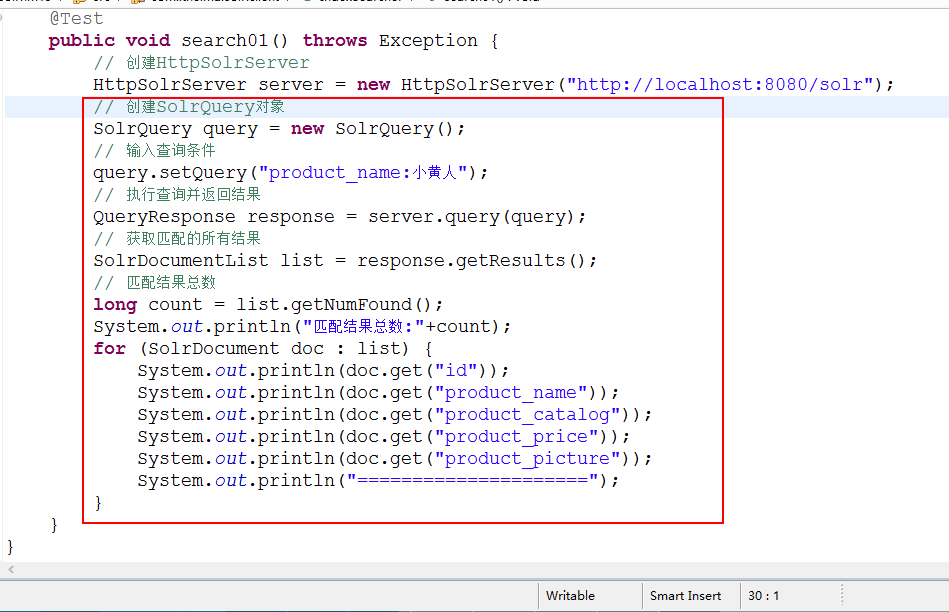 @Test
public void search01() throws Exception {
// 创建HttpSolrServer
HttpSolrServer server = new HttpSolrServer("http://localhost:8080/solr");
// 创建SolrQuery对象
SolrQuery query = new SolrQuery();
// 输入查询条件
query.setQuery("product_name:小黄人");
// 执行查询并返回结果
QueryResponse response = server.query(query);
// 获取匹配的所有结果
SolrDocumentList list = response.getResults();
// 匹配结果总数
long count = list.getNumFound();
System.out.println("匹配结果总数:"+count);
for (SolrDocument doc : list) {
System.out.println(doc.get("id"));
System.out.println(doc.get("product_name"));
System.out.println(doc.get("product_catalog"));
System.out.println(doc.get("product_price"));
System.out.println(doc.get("product_picture"));
System.out.println("=====================");
}
}
}
Writable Smart Insert 30 : 1